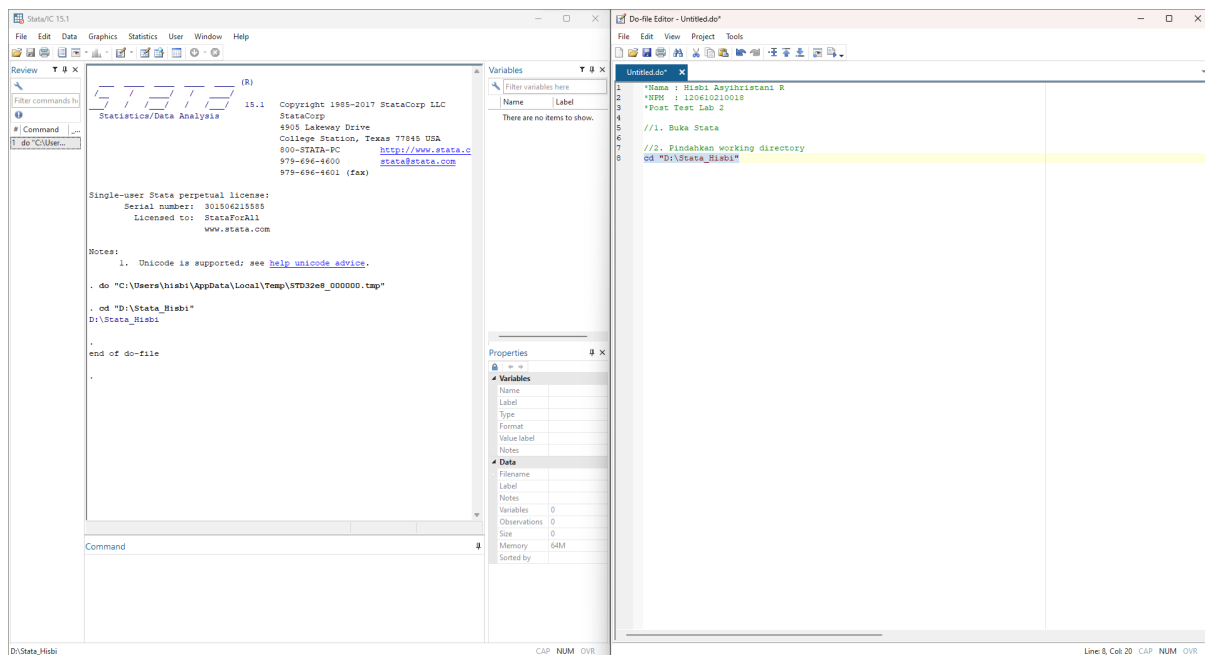 Stata/IC 15.1
File Edit Data Graphics Statistics User Window Help
Review
Filter commands h
# Command
1 do "C:\User...
(R)
15.1 Copyright 1985-2017 StataCorp LLC
Statistics/Data Analysis StataCorp
4905 Lakeway Drive
College Station, Texas 77845 USA
800-STATA-PC http://www.stata.c
979-696-4600 stata@stata.com
979-696-4601 (fax)
Single-user Stata perpetual license:
Serial number: 301506215585
Licensed to: StataForAll
www.stata.com
Notes:
1. Unicode is supported; see help unicode advice.
. do "C:\Users\hisbi\AppData\Local\Temp\STD32e8_000000.tmp"
. cd "D:\Stata_Hisbi"
D:\Stata_Hisbi
.
end of do-file
.
Command
Variables
Filter variables here
Name Label
There are no items to show.
Properties
Variables
Name
Label
Type
Format
Value label
Notes
Data
Filename
Label
Notes
Variables 0
Observations 0
Size 0
Memory 64M
Sorted by
D:\Stata_Hisbi CAP NUM OVR
Do-file Editor - Untitled.do*
File Edit View Project Tools
Untitled.do*
1 *Nama : Hisbi Asyihristani R
2 *NPM : 120610210018
3 *Post Test Lab 2
4
5 //1. Buka Stata
6
7 //2. Pindahkan working directory
8 cd "D:\Stata_Hisbi"
Line: 8, Col: 20 CAP NUM OVR